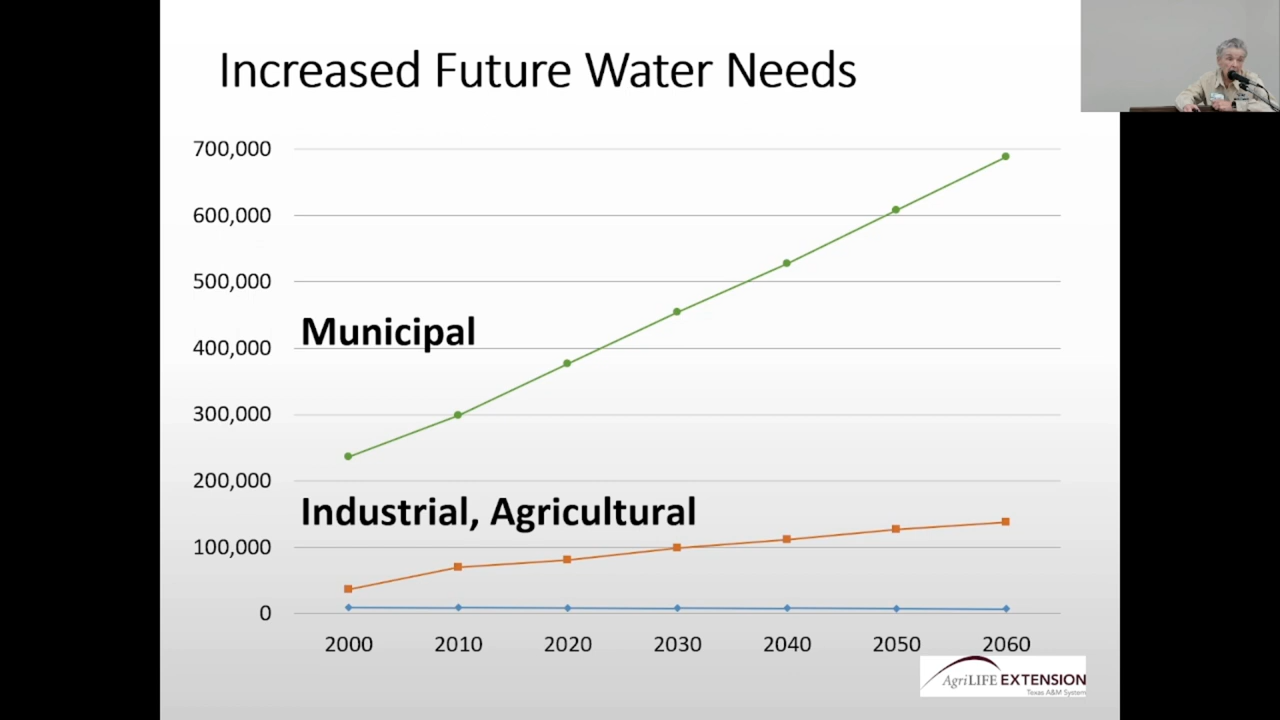 Increased Future Water Needs
700,000
600,000
500,000
Municipal
400,000
300,000
200,000
Industrial, Agricultural
100,000
0
2000 2010 2020 2030 2040 2050 2060
AgriLIFE EXTENSION
Texas A&M System